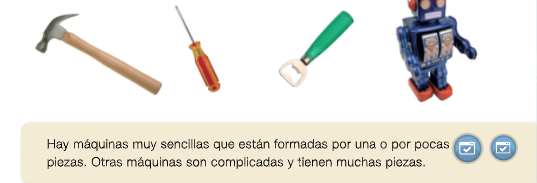 Hay máquinas muy sencillas que están formadas por una o por pocas
piezas. Otras máquinas son complicadas y tienen muchas piezas.